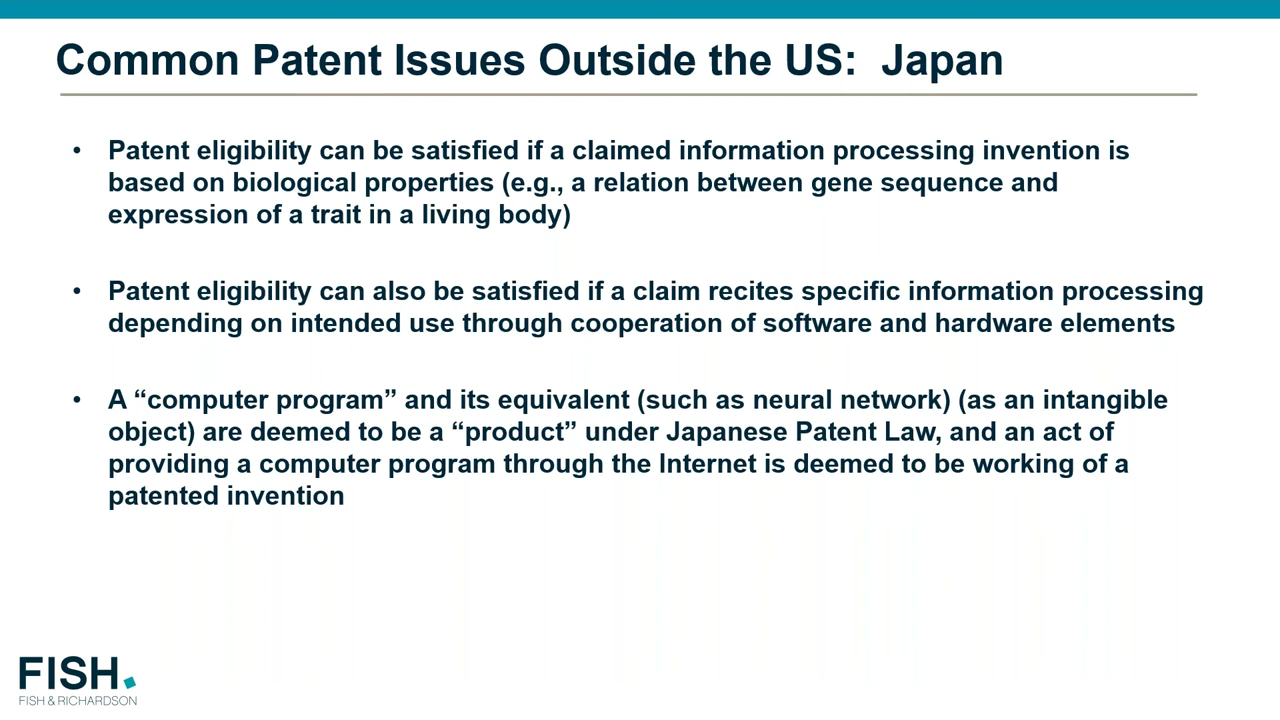 Common Patent Issues Outside the US: Japan
• Patent eligibility can be satisfied if a claimed information processing invention is
based on biological properties (e.g., a relation between gene sequence and
expression of a trait in a living body)
• Patent eligibility can also be satisfied if a claim recites specific information processing
depending on intended use through cooperation of software and hardware elements
• A “computer program” and its equivalent (such as neural network) (as an intangible
object) are deemed to be a “product” under Japanese Patent Law, and an act of
providing a computer program through the Internet is deemed to be working of a
patented invention
FISH.
FISH & RICHARDSON